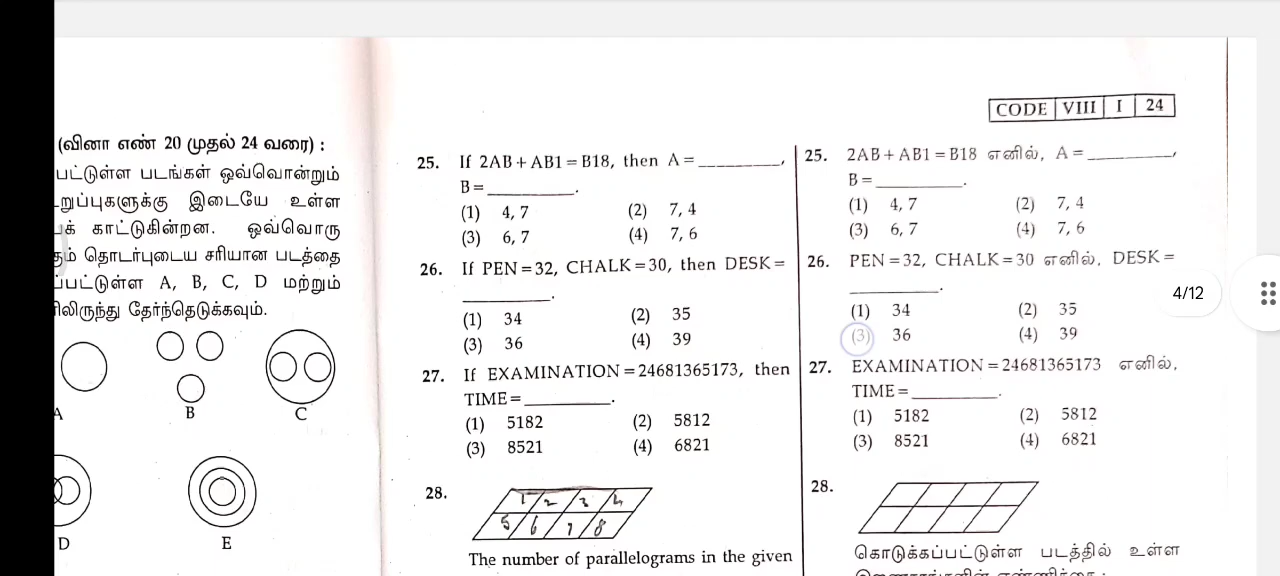 CODE VIII I 24
(வினா எண் 20 முதல் 24 வரை) :
பட்டுள்ள படங்கள் ஒவ்வொன்றும்
உறுப்புகளுக்கு இடையே உள்ள
காட்டுகின்றன. ஒவ்வொரு
தொடர்புடைய சரியான படத்தை
ப்பட்டுள்ள A, B, C, D மற்றும்
லிருந்து தேர்ந்தெடுக்கவும்.
A B C
D E
25. If 2AB + AB1 = B18, then A = ________,
B = ________.
(1) 4, 7 (2) 7, 4
(3) 6, 7 (4) 7, 6
26. If PEN = 32, CHALK = 30, then DESK =
________.
(1) 34 (2) 35
(3) 36 (4) 39
27. If EXAMINATION = 24681365173, then
TIME = ________.
(1) 5182 (2) 5812
(3) 8521 (4) 6821
28.
1 2 3 4
5 6 7 8
The number of parallelograms in the given
25. 2AB + AB1 = B18 எனில், A = ________,
B = ________.
(1) 4, 7 (2) 7, 4
(3) 6, 7 (4) 7, 6
26. PEN = 32, CHALK = 30 எனில், DESK =
________.
(1) 34 (2) 35
(3) 36 (4) 39
27. EXAMINATION = 24681365173 எனில்,
TIME = ________.
(1) 5182 (2) 5812
(3) 8521 (4) 6821
28.
கொடுக்கப்பட்டுள்ள படத்தில் உள்ள
4/12